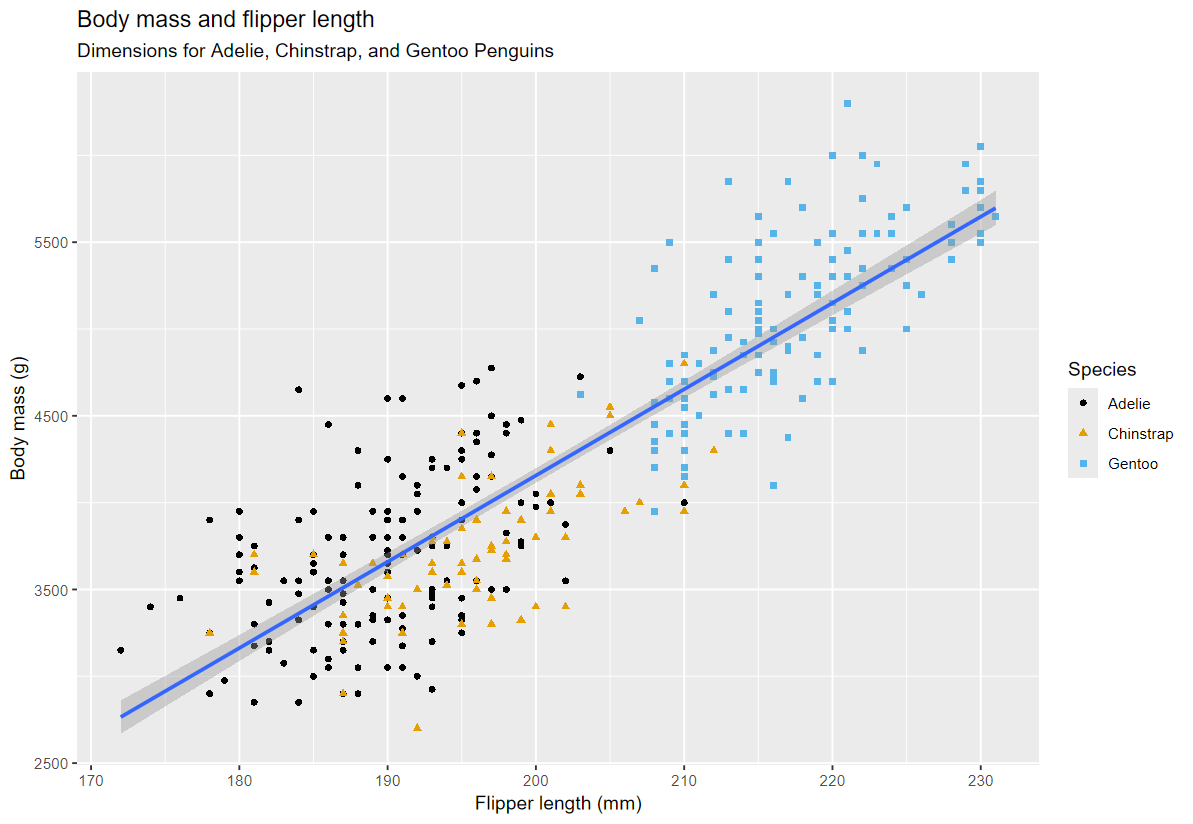 Body mass and flipper length
Dimensions for Adelie, Chinstrap, and Gentoo Penguins
Body mass (g)
5500
4500
3500
2500
170 180 190 200 210 220 230
Flipper length (mm)
Species
Adelie
Chinstrap
Gentoo